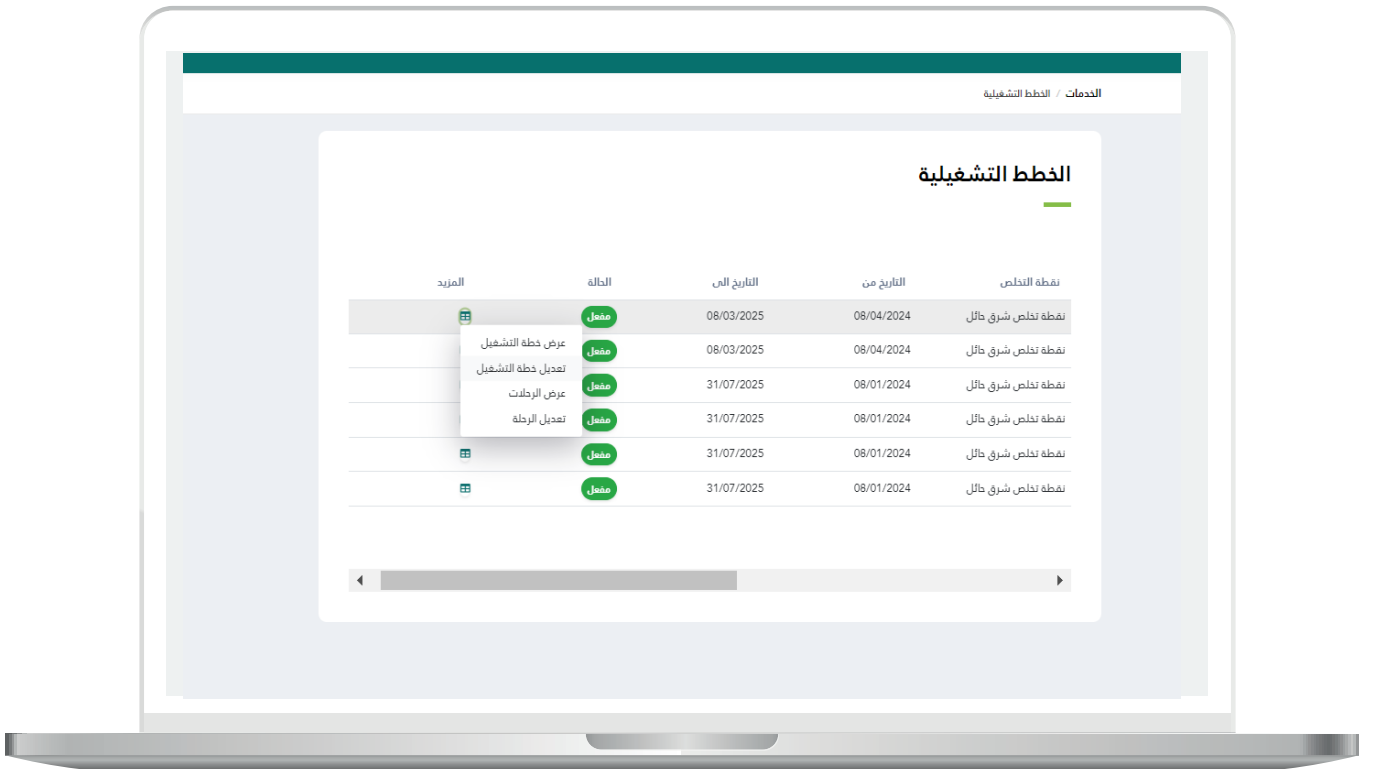 الخدمات / الخطط التشغيلية
الخطط التشغيلية
نقطة التخلص التاريخ من التاريخ الى الحالة المزيد
نقطة تخلص شرق حائل 08/04/2024 08/03/2025 مفعل
نقطة تخلص شرق حائل 08/04/2024 08/03/2025 مفعل
نقطة تخلص شرق حائل 08/01/2024 31/07/2025 مفعل
نقطة تخلص شرق حائل 08/01/2024 31/07/2025 مفعل
نقطة تخلص شرق حائل 08/01/2024 31/07/2025 مفعل
نقطة تخلص شرق حائل 08/01/2024 31/07/2025 مفعل
عرض خطة التشغيل
تعديل خطة التشغيل
عرض الرحلات
تعديل الرحلة